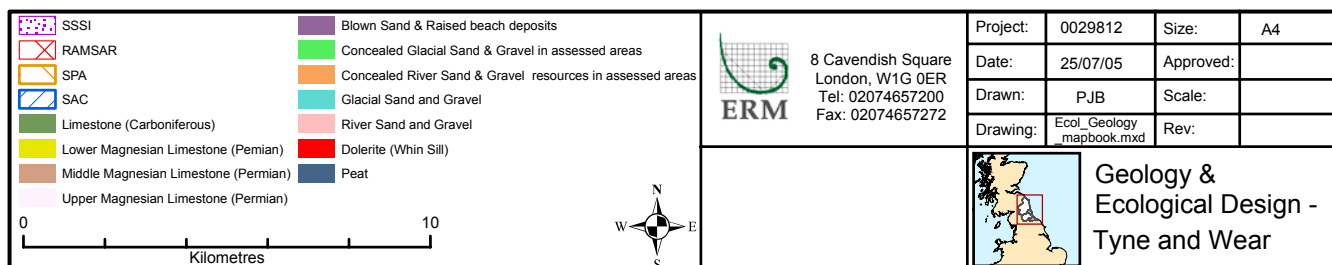 SSSI
RAMSAR
SPA
SAC
Limestone (Carboniferous)
Lower Magnesian Limestone (Pemian)
Middle Magnesian Limestone (Permian)
Upper Magnesian Limestone (Permian)
Blown Sand & Raised beach deposits
Concealed Glacial Sand & Gravel in assessed areas
Concealed River Sand & Gravel resources in assessed areas
Glacial Sand and Gravel
River Sand and Gravel
Dolerite (Whin Sill)
Peat
0 10
Kilometres
N
W E
S
ERM
8 Cavendish Square
London, W1G 0ER
Tel: 02074657200
Fax: 02074657272
Project: 0029812 Size: A4
Date: 25/07/05 Approved:
Drawn: PJB Scale:
Drawing: Ecol_Geology
_mapbook.mxd Rev:
Geology &
Ecological Design -
Tyne and Wear